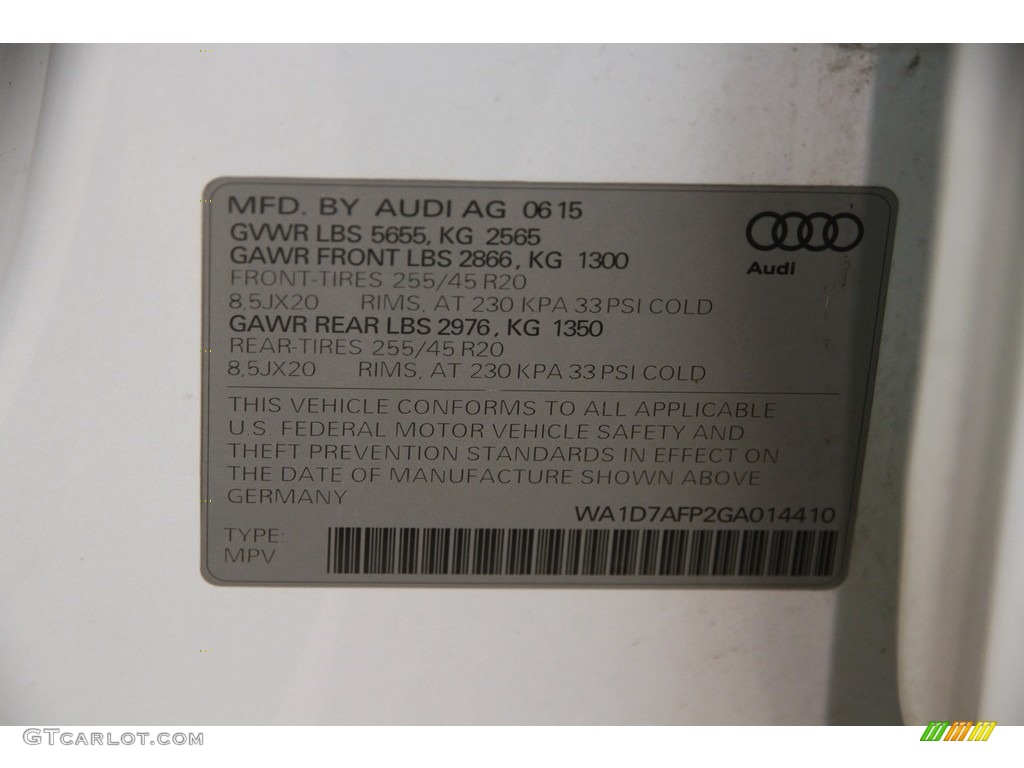 MFD. BY AUDI AG 06 15
GVWR LBS 5655, KG 2565
GAWR FRONT LBS 2866, KG 1300
FRONT-TIRES 255/45 R20
8,5JX20 RIMS, AT 230 KPA 33 PSI COLD
GAWR REAR LBS 2976, KG 1350
REAR-TIRES 255/45 R20
8,5JX20 RIMS, AT 230 KPA 33 PSI COLD
Audi
THIS VEHICLE CONFORMS TO ALL APPLICABLE
U.S. FEDERAL MOTOR VEHICLE SAFETY AND
THEFT PREVENTION STANDARDS IN EFFECT ON
THE DATE OF MANUFACTURE SHOWN ABOVE
GERMANY
WA1D7AFP2GA014410
TYPE:
MPV
GTCARLOT.COM